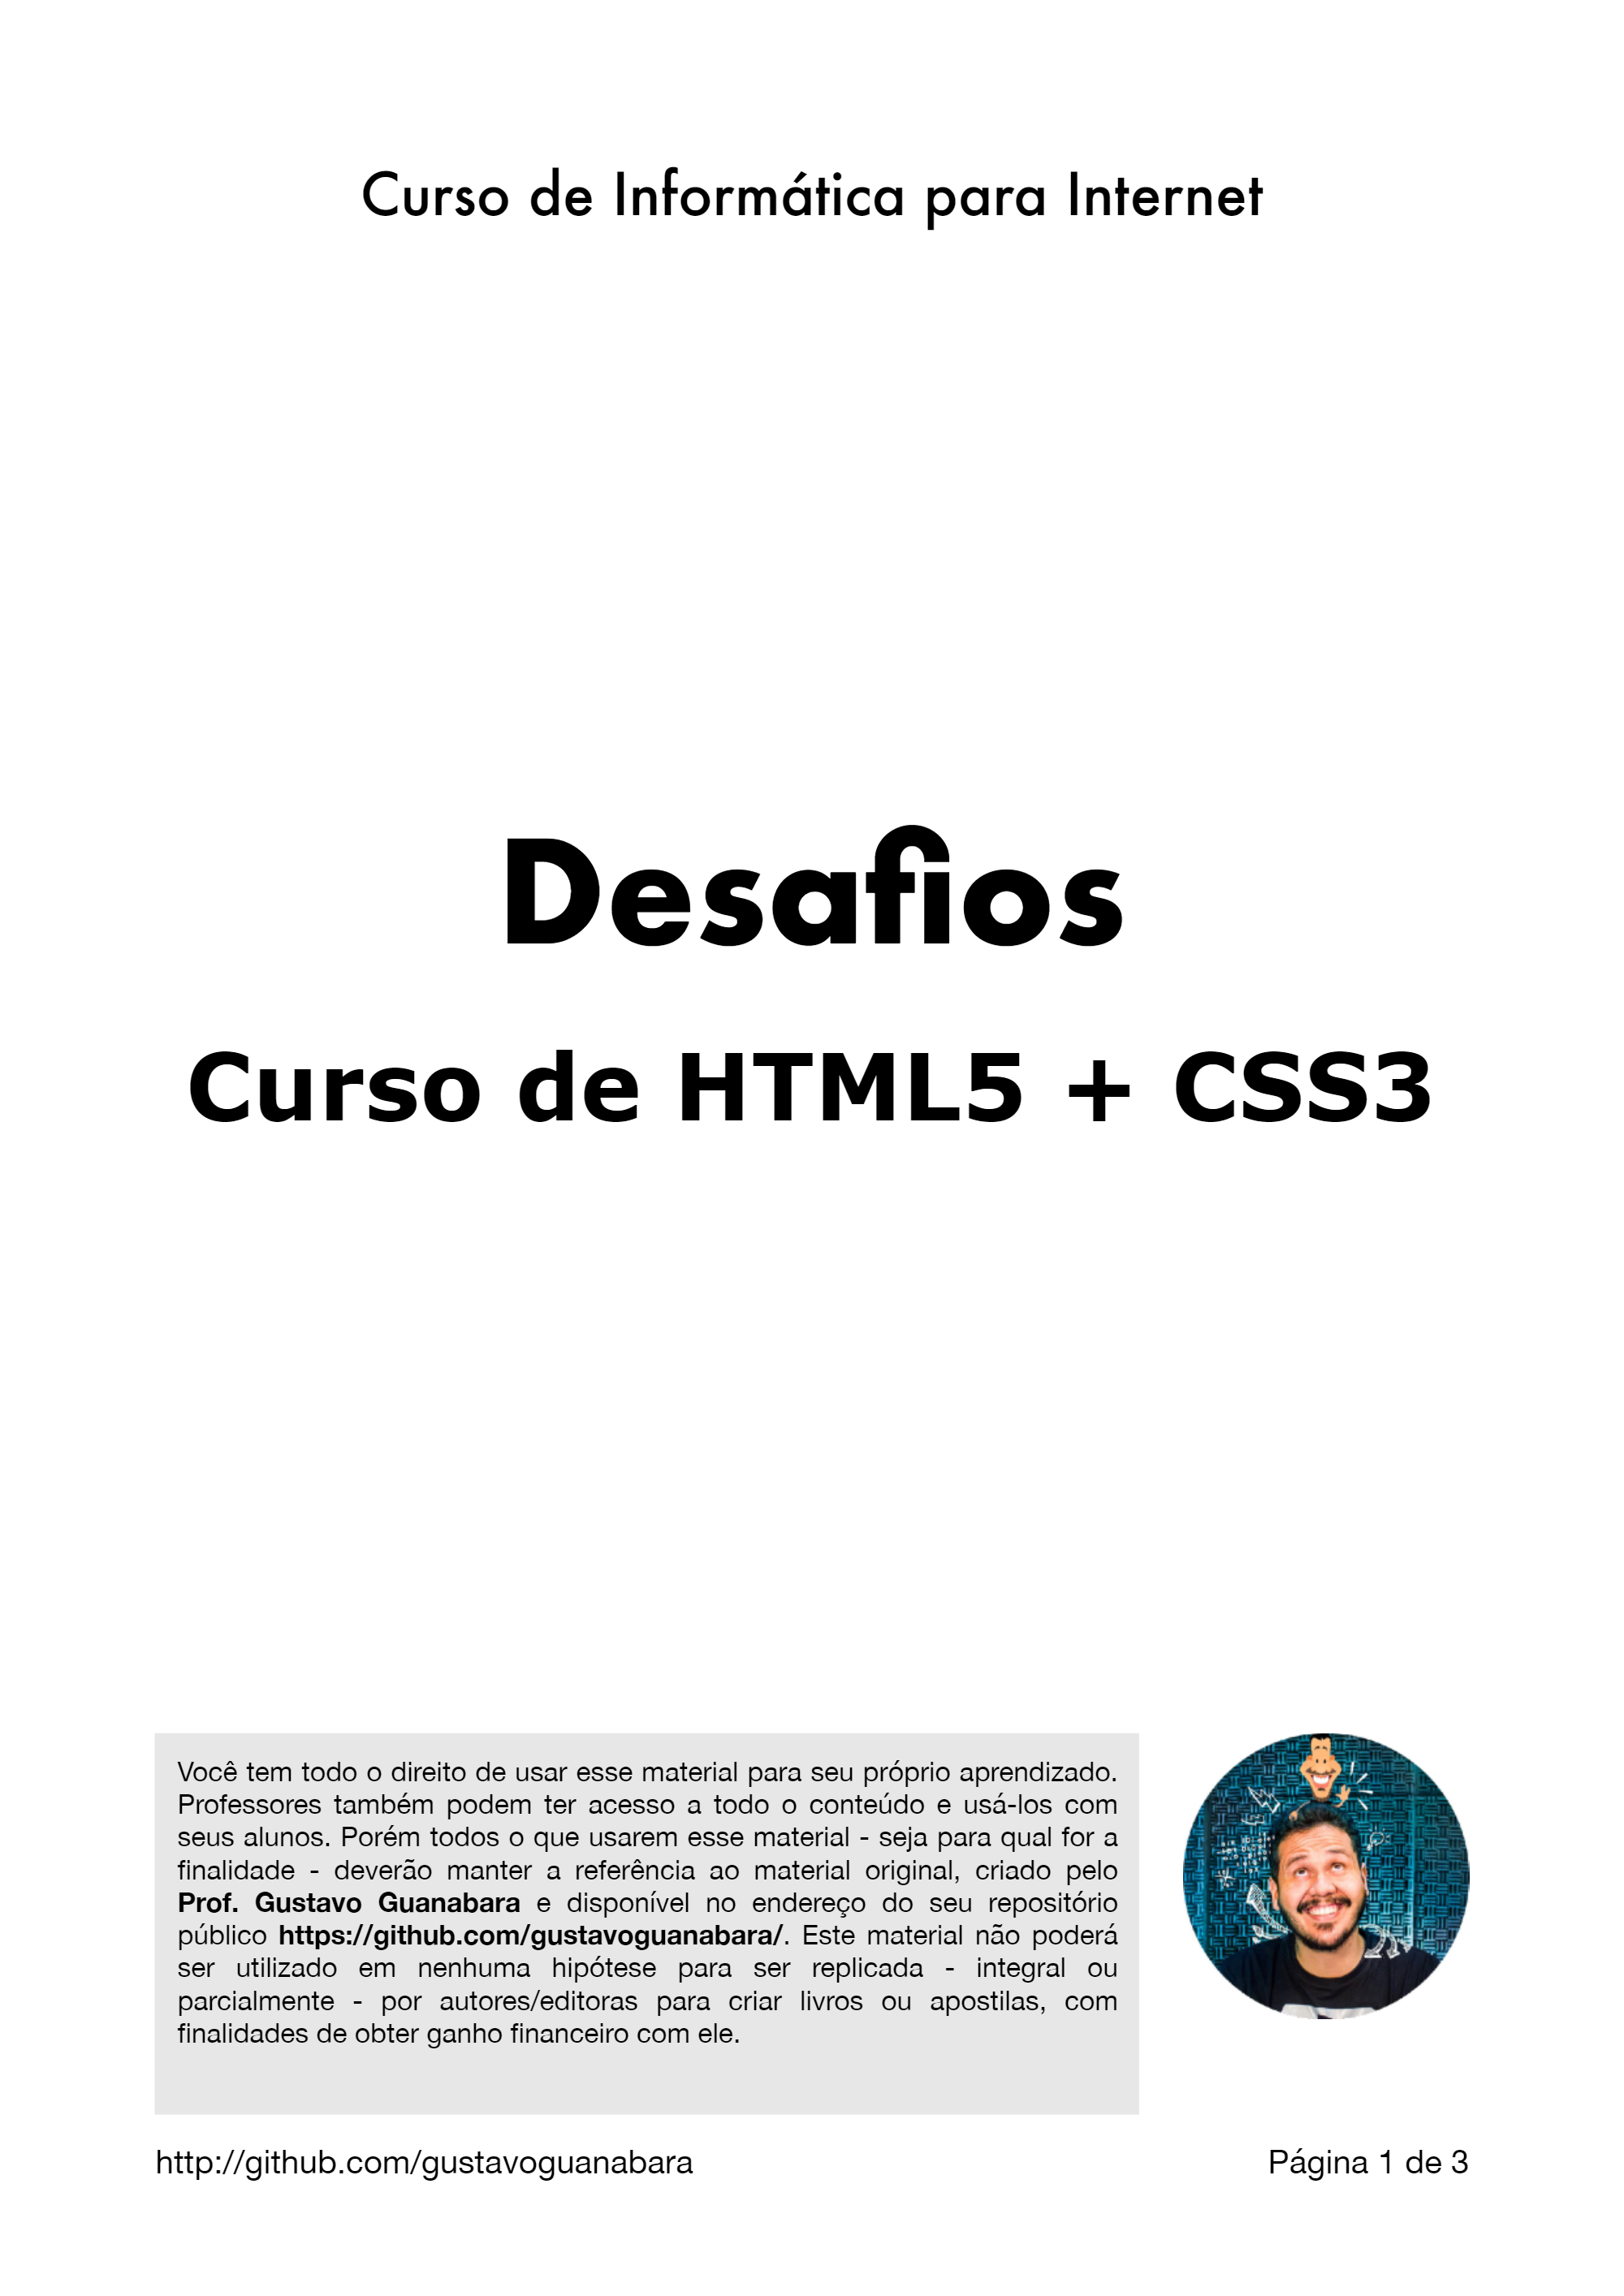 Curso de Informática para Internet
Desafios
Curso de HTML5 + CSS3
Você tem todo o direito de usar esse material para seu próprio aprendizado.
Professores também podem ter acesso a todo o conteúdo e usá-los com
seus alunos. Porém todos o que usarem esse material - seja para qual for a
finalidade - deverão manter a referência ao material original, criado pelo
Prof. Gustavo Guanabara e disponível no endereço do seu repositório
público https://github.com/gustavoguanabara/. Este material não poderá
ser utilizado em nenhuma hipótese para ser replicada - integral ou
parcialmente - por autores/editoras para criar livros ou apostilas, com
finalidades de obter ganho financeiro com ele.
http://github.com/gustavoguanabara
Página 1 de 3